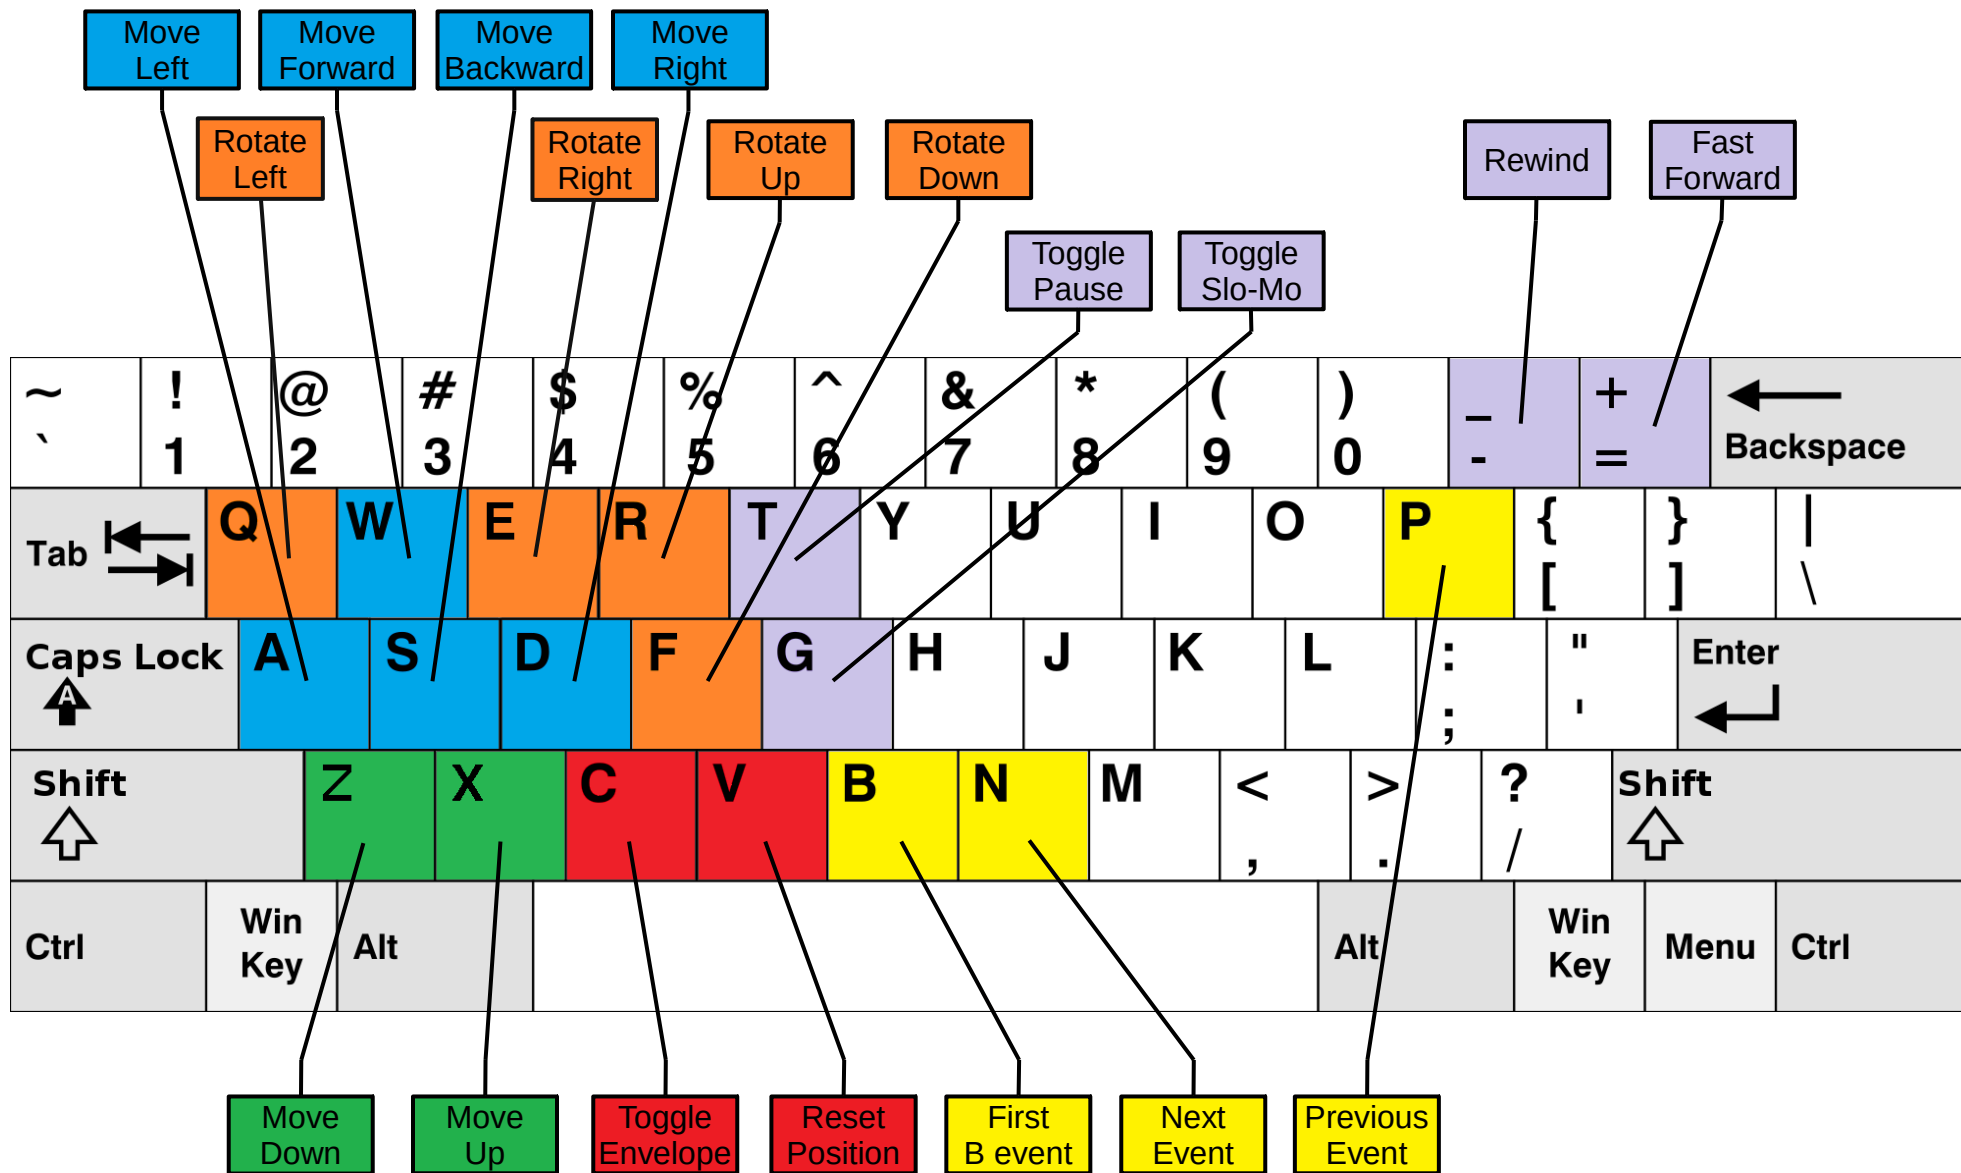 Move
Left
Move
Forward
Move
Backward
Move
Right
Rotate
Left
Rotate
Right
Rotate
Up
Rotate
Down
Rewind
Fast
Forward
Toggle
Pause
Toggle
Slo-Mo
~ ! @ # $ % ^ & * ( ) _ +
` 1 2 3 4 5 6 7 8 9 0 - =
Backspace
Tab
Q W E R T Y U I O P { } |
[ ] \
Caps Lock
A
A S D F G H J K L : "
; '
Enter
Shift
Z X C V B N M < > ?
, . /
Shift
Ctrl
Win
Key
Alt
Alt
Win
Key
Menu
Ctrl
Move
Down
Move
Up
Toggle
Envelope
Reset
Position
First
B event
Next
Event
Previous
Event